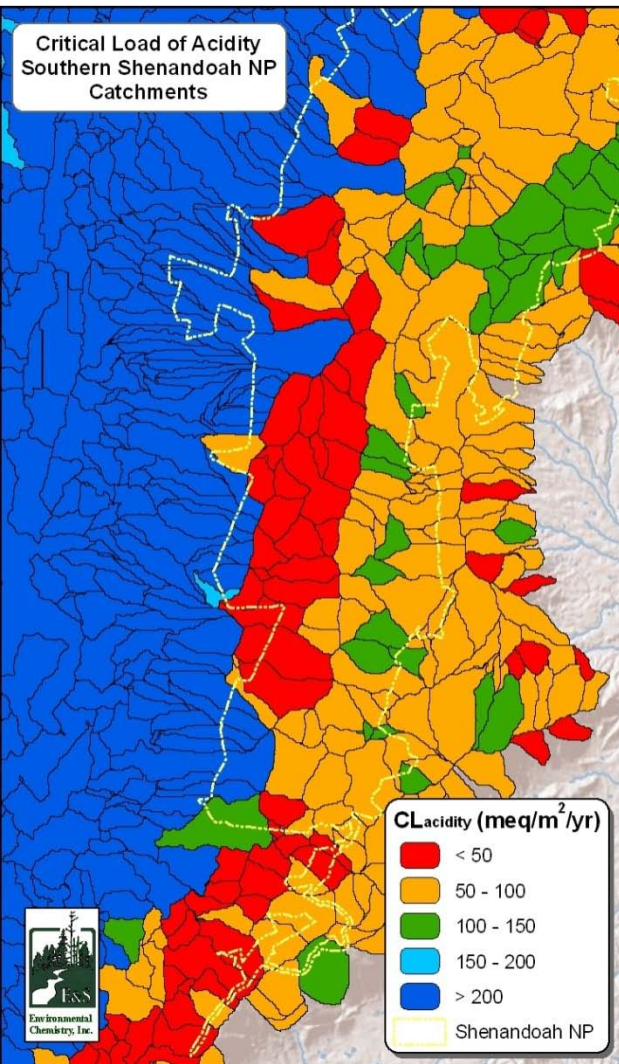 Critical Load of Acidity
Southern Shenandoah NP
Catchments
CLacidity (meq/m²/yr)
< 50
50 - 100
100 - 150
150 - 200
> 200
Shenandoah NP
E&S
Environmental
Chemistry, Inc.